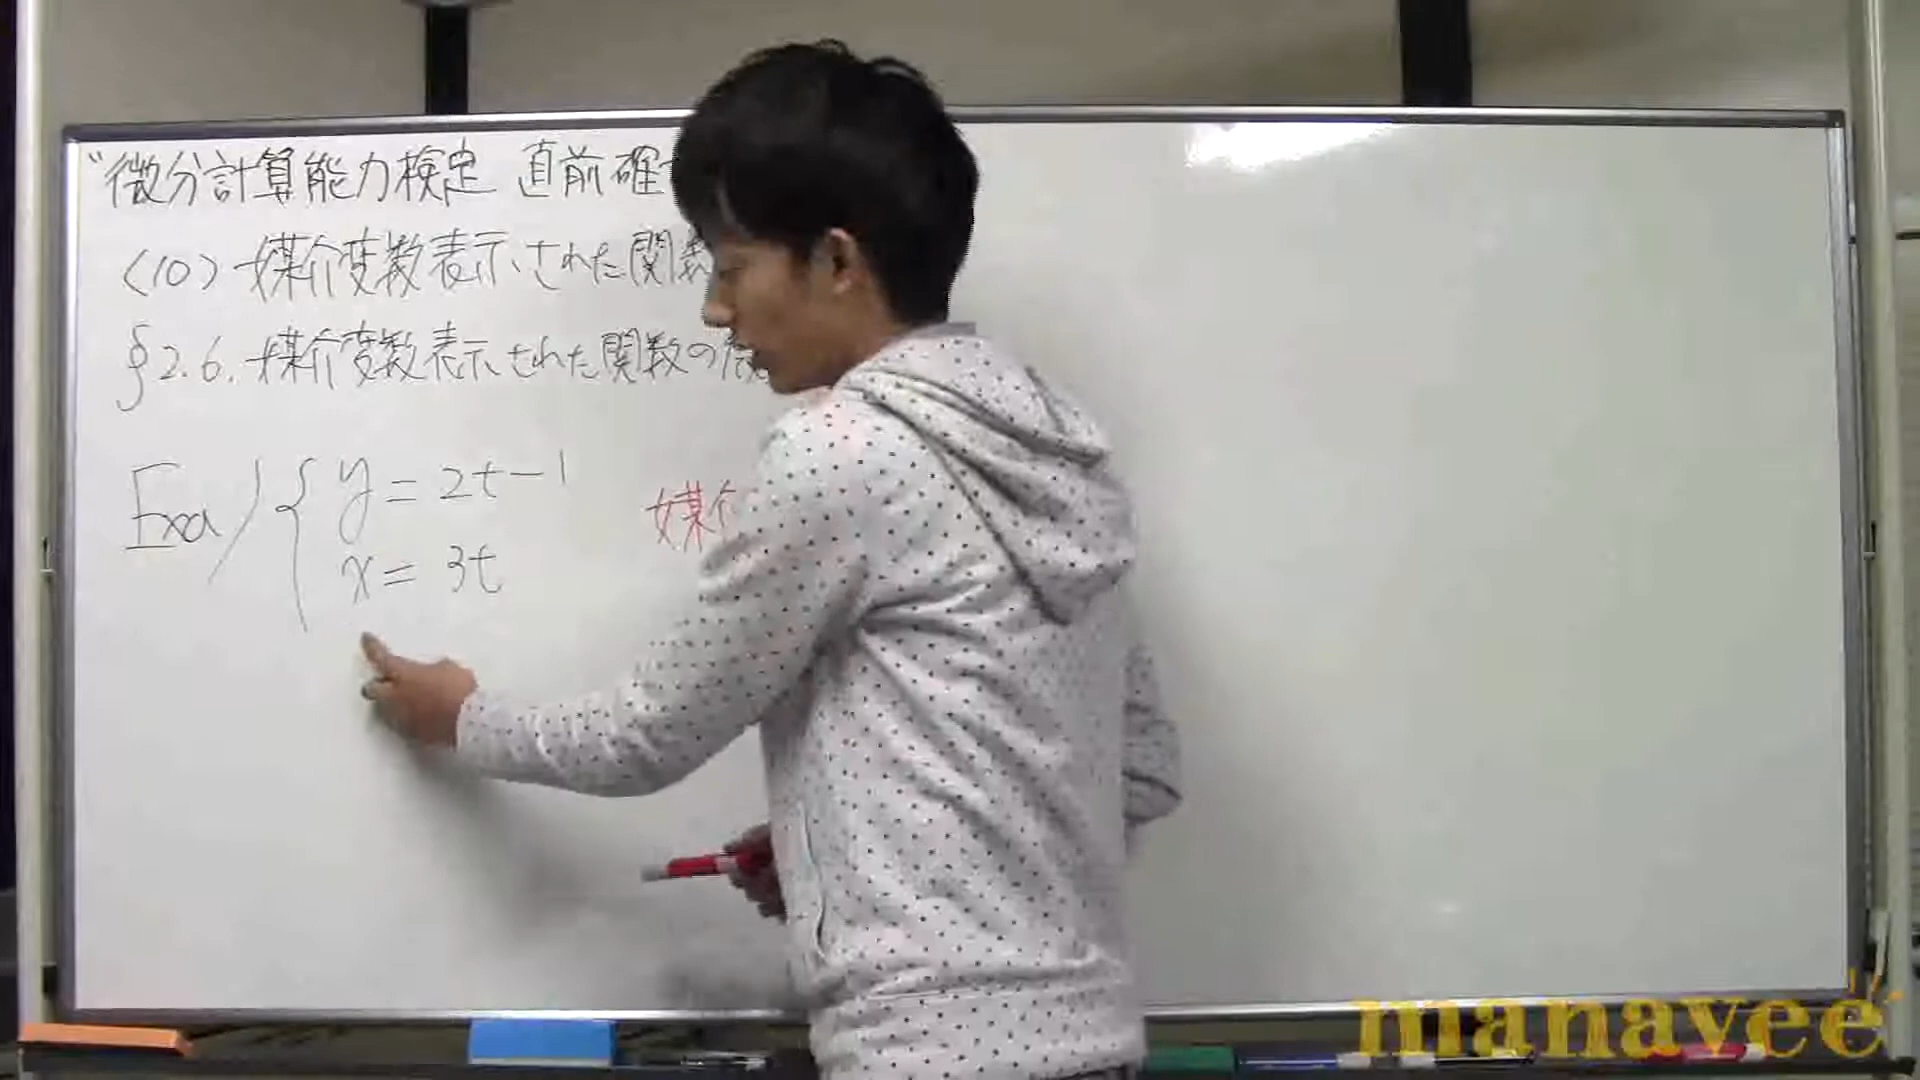 "微分計算能力検定 直前確
<10> 媒介変数表示された関数
§2.6. 媒介変数表示された関数の
Exa) { y = 2t-1
x = 3t
媒介
manavee